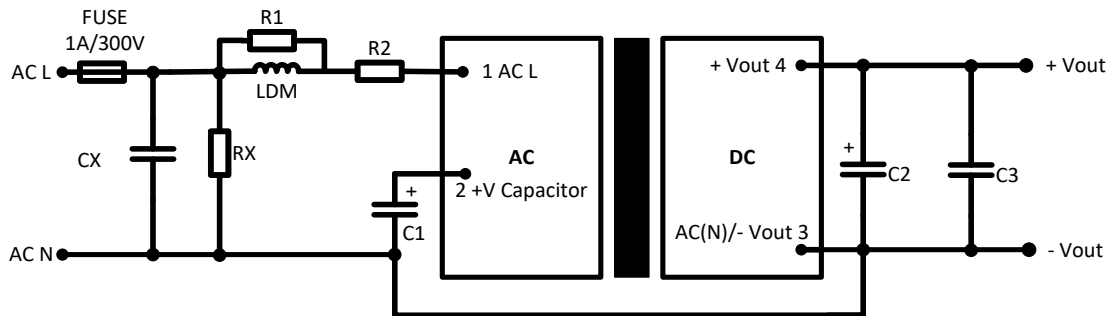 FUSE
1A/300V
R1
R2
AC L
LDM
1 AC L
+ Vout 4
+ Vout
CX
RX
AC
DC
+
C2
C3
2 +V Capacitor
+
C1
AC(N)/- Vout 3
AC N
- Vout